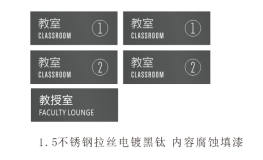 教室 ① 教室 ①
CLASSROOM CLASSROOM
教室 ② 教室 ②
CLASSROOM CLASSROOM
教授室
FACULTY LOUNGE
1.5不锈钢拉丝电镀黑钛 内容腐蚀填漆